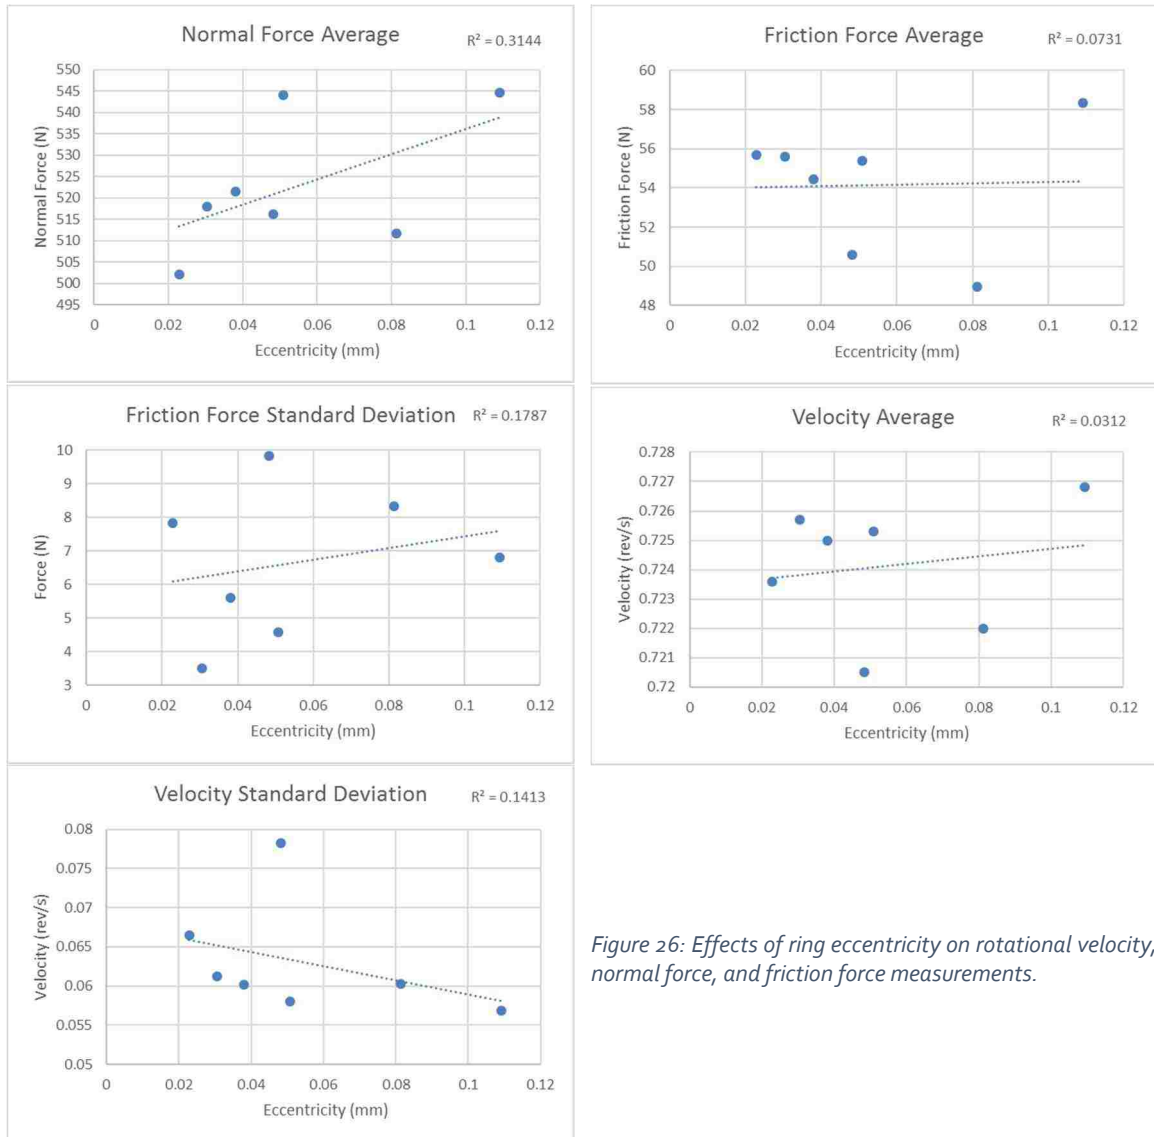 Normal Force Average
R² = 0.3144
Normal Force (N)
550
545
540
535
530
525
520
515
510
505
500
495
0 0.02 0.04 0.06 0.08 0.1 0.12
Eccentricity (mm)
Friction Force Average
R² = 0.0731
Friction Force (N)
60
58
56
54
52
50
48
0 0.02 0.04 0.06 0.08 0.1 0.12
Eccentricity (mm)
Friction Force Standard Deviation
R² = 0.1787
Force (N)
10
9
8
7
6
5
4
3
0 0.02 0.04 0.06 0.08 0.1 0.12
Eccentricity (mm)
Velocity Average
R² = 0.0312
Velocity (rev/s)
0.728
0.727
0.726
0.725
0.724
0.723
0.722
0.721
0.72
0 0.02 0.04 0.06 0.08 0.1 0.12
Eccentricity (mm)
Velocity Standard Deviation
R² = 0.1413
Velocity (rev/s)
0.08
0.075
0.07
0.065
0.06
0.055
0.05
0 0.02 0.04 0.06 0.08 0.1 0.12
Eccentricity (mm)
Figure 26: Effects of ring eccentricity on rotational velocity,
normal force, and friction force measurements.